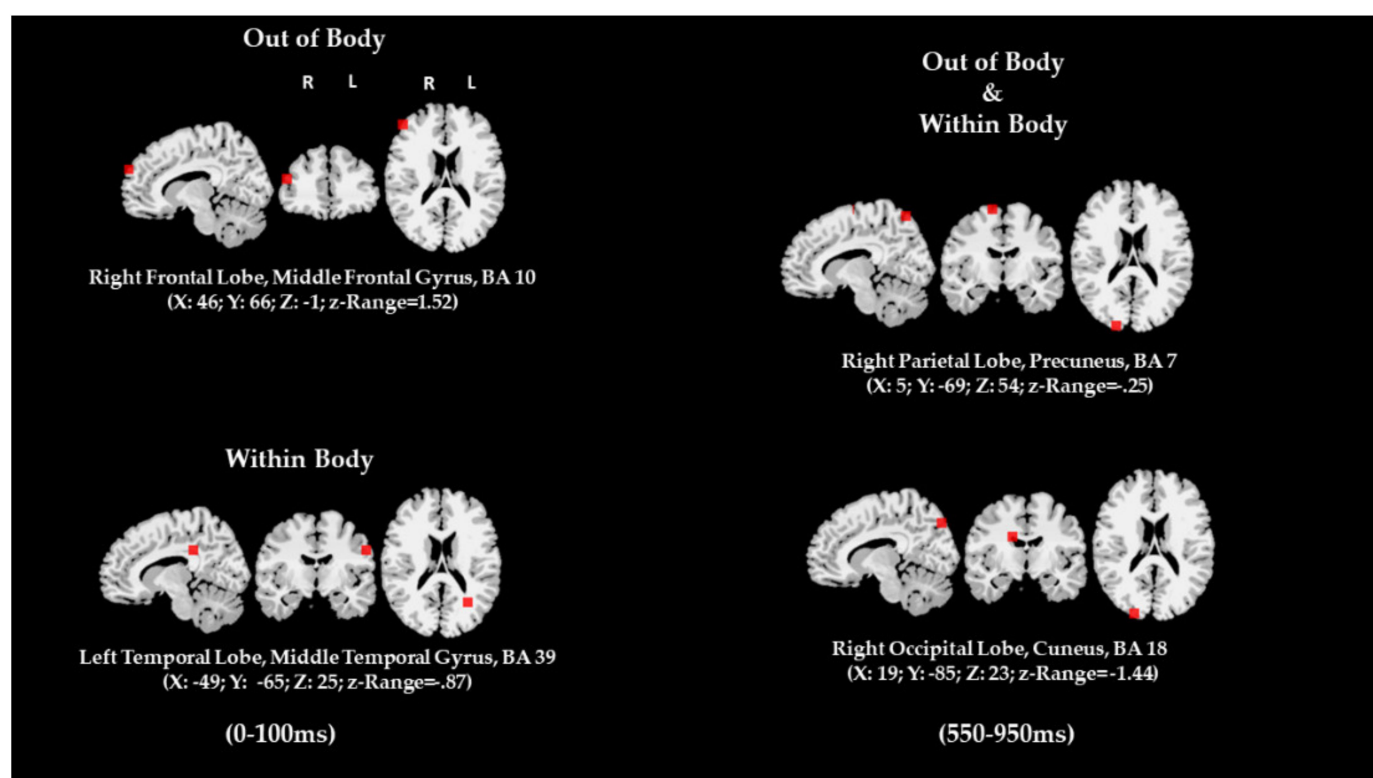 Out of Body
R L R L
Right Frontal Lobe, Middle Frontal Gyrus, BA 10
(X: 46; Y: 66; Z: -1; z-Range=1.52)
Within Body
Left Temporal Lobe, Middle Temporal Gyrus, BA 39
(X: -49; Y: -65; Z: 25; z-Range=-.87)
(0-100ms)
Out of Body
&
Within Body
Right Parietal Lobe, Precuneus, BA 7
(X: 5; Y: -69; Z: 54; z-Range=-.25)
Right Occipital Lobe, Cuneus, BA 18
(X: 19; Y: -85; Z: 23; z-Range=-1.44)
(550-950ms)